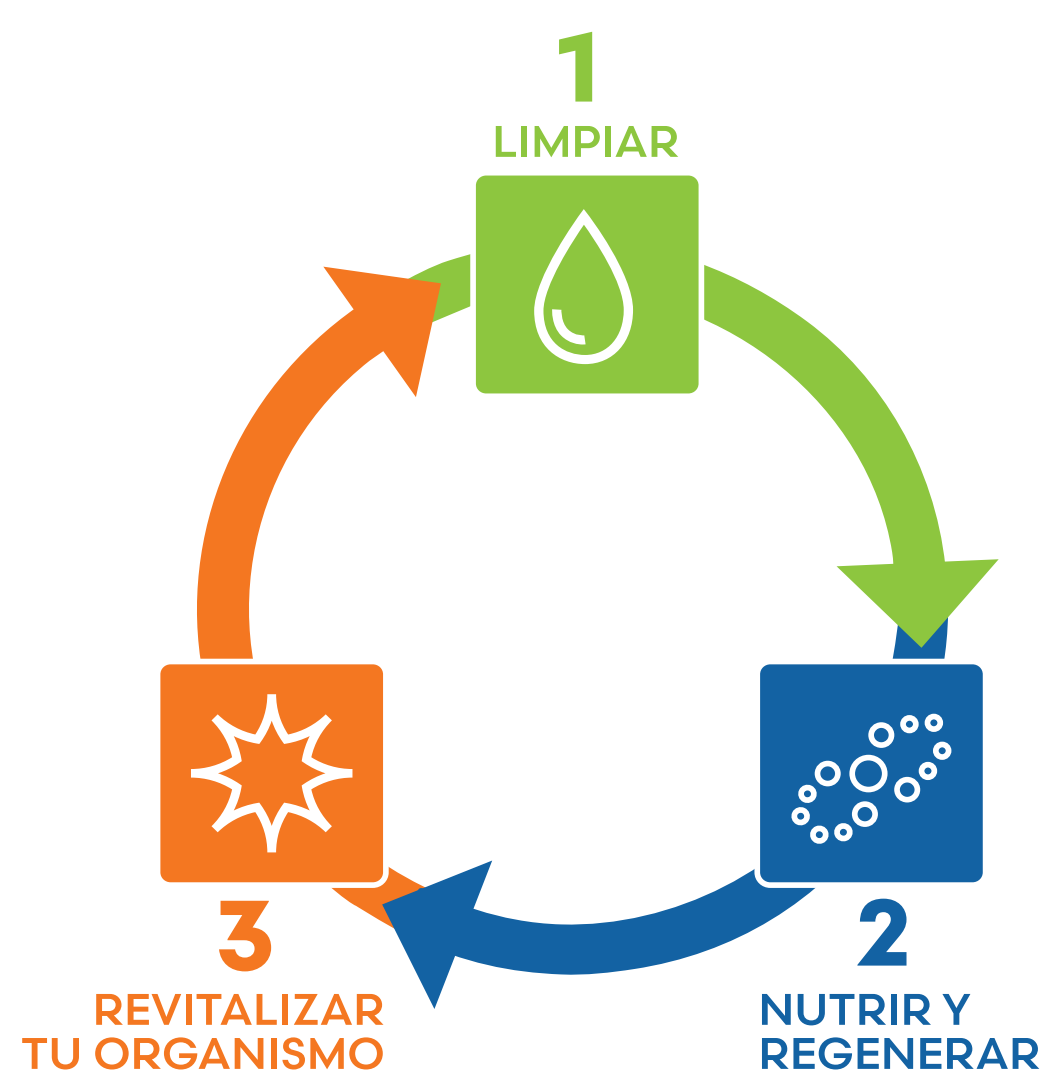 1
LIMPIAR
2
NUTRIR Y
REGENERAR
3
REVITALIZAR
TU ORGANISMO